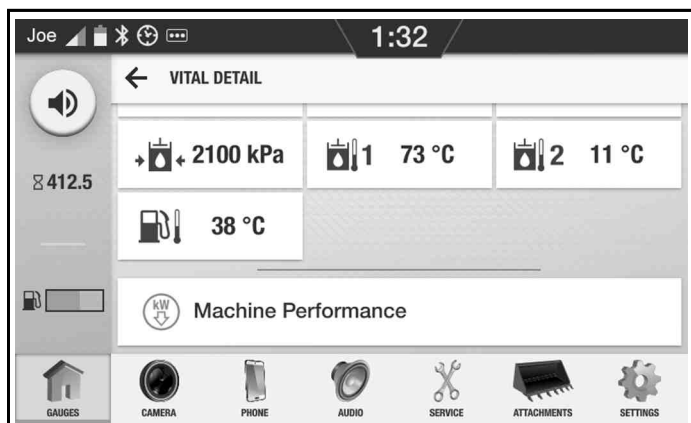 Joe
1:32
VITAL DETAIL
2100 kPa
1 73 °C
2 11 °C
412.5
38 °C
kW
Machine Performance
GAUGES
CAMERA
PHONE
AUDIO
SERVICE
ATTACHMENTS
SETTINGS